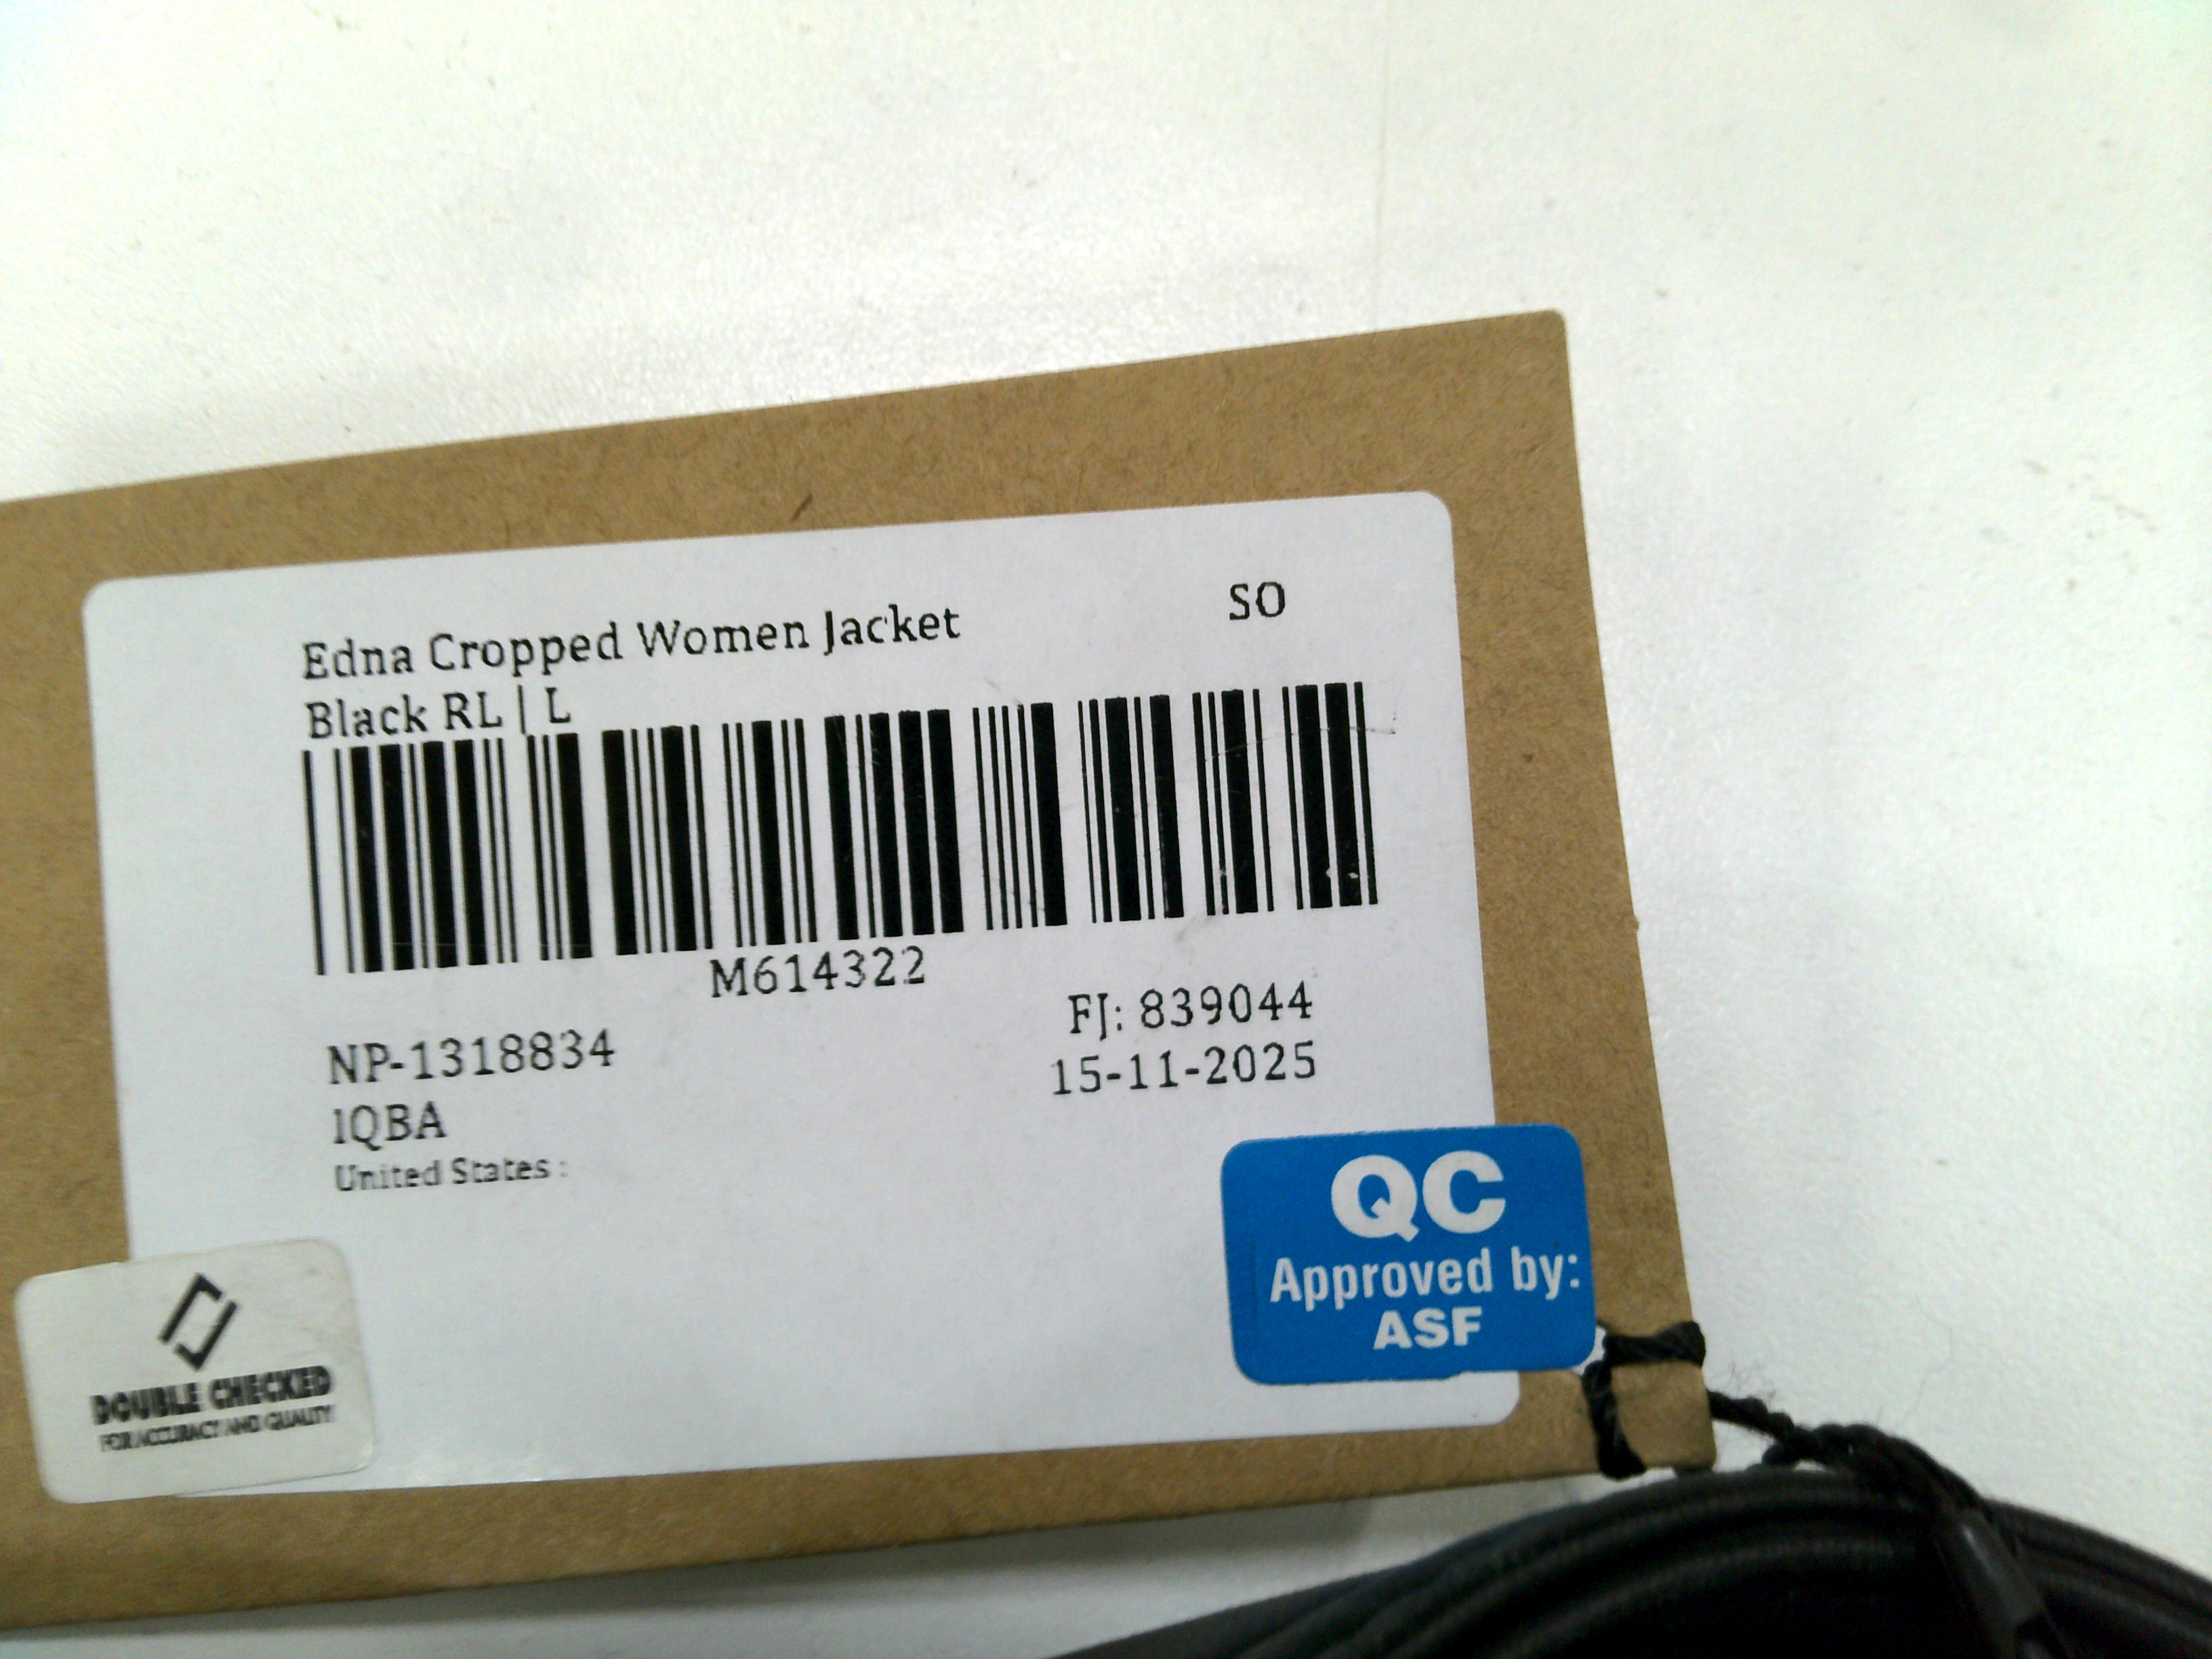 Edna Cropped Women Jacket
SO
Black RL | L
M614322
FJ: 839044
NP-1318834
15-11-2025
IQBA
United States :
QC
Approved by:
ASF
DOUBLE CHECKED
FOR ACCURACY AND QUALITY